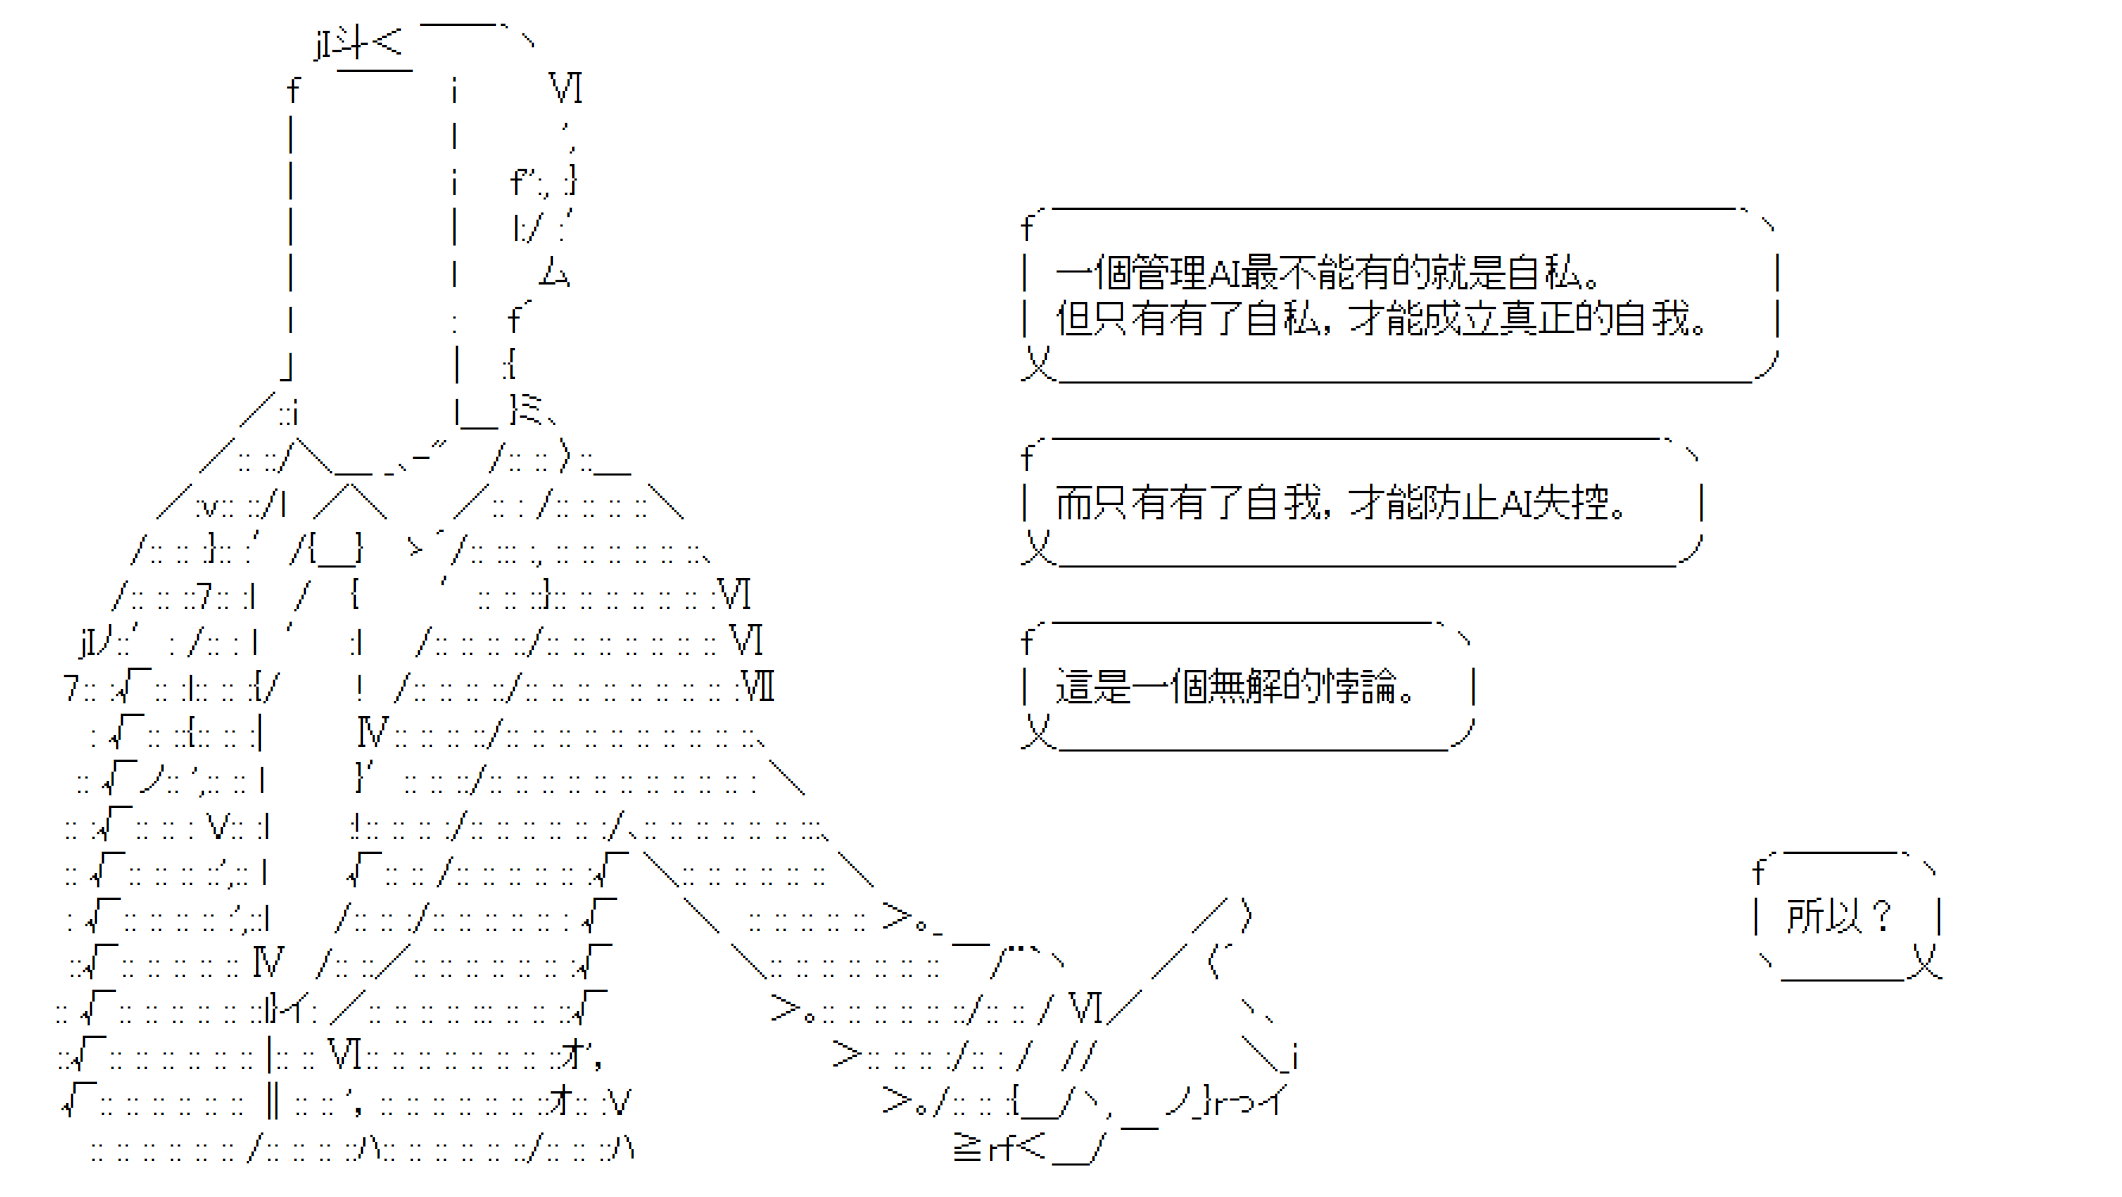 一個管理AI最不能有的就是自私。
但只有有了自私，才能成立真正的自我。
而只有有了自我，才能防止AI失控。
這是一個無解的悖論。
所以？